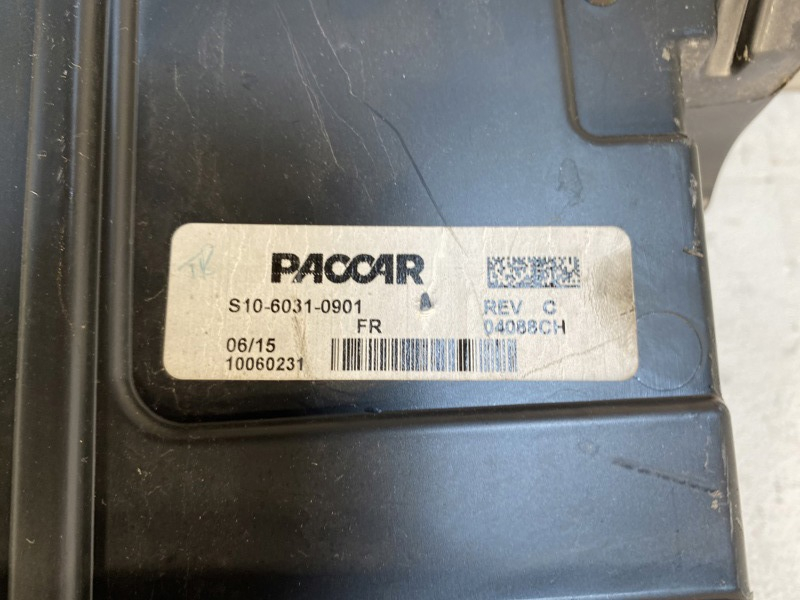 TR
PACCAR
S10-6031-0901
REV C
FR
04088CH
06/15
10060231